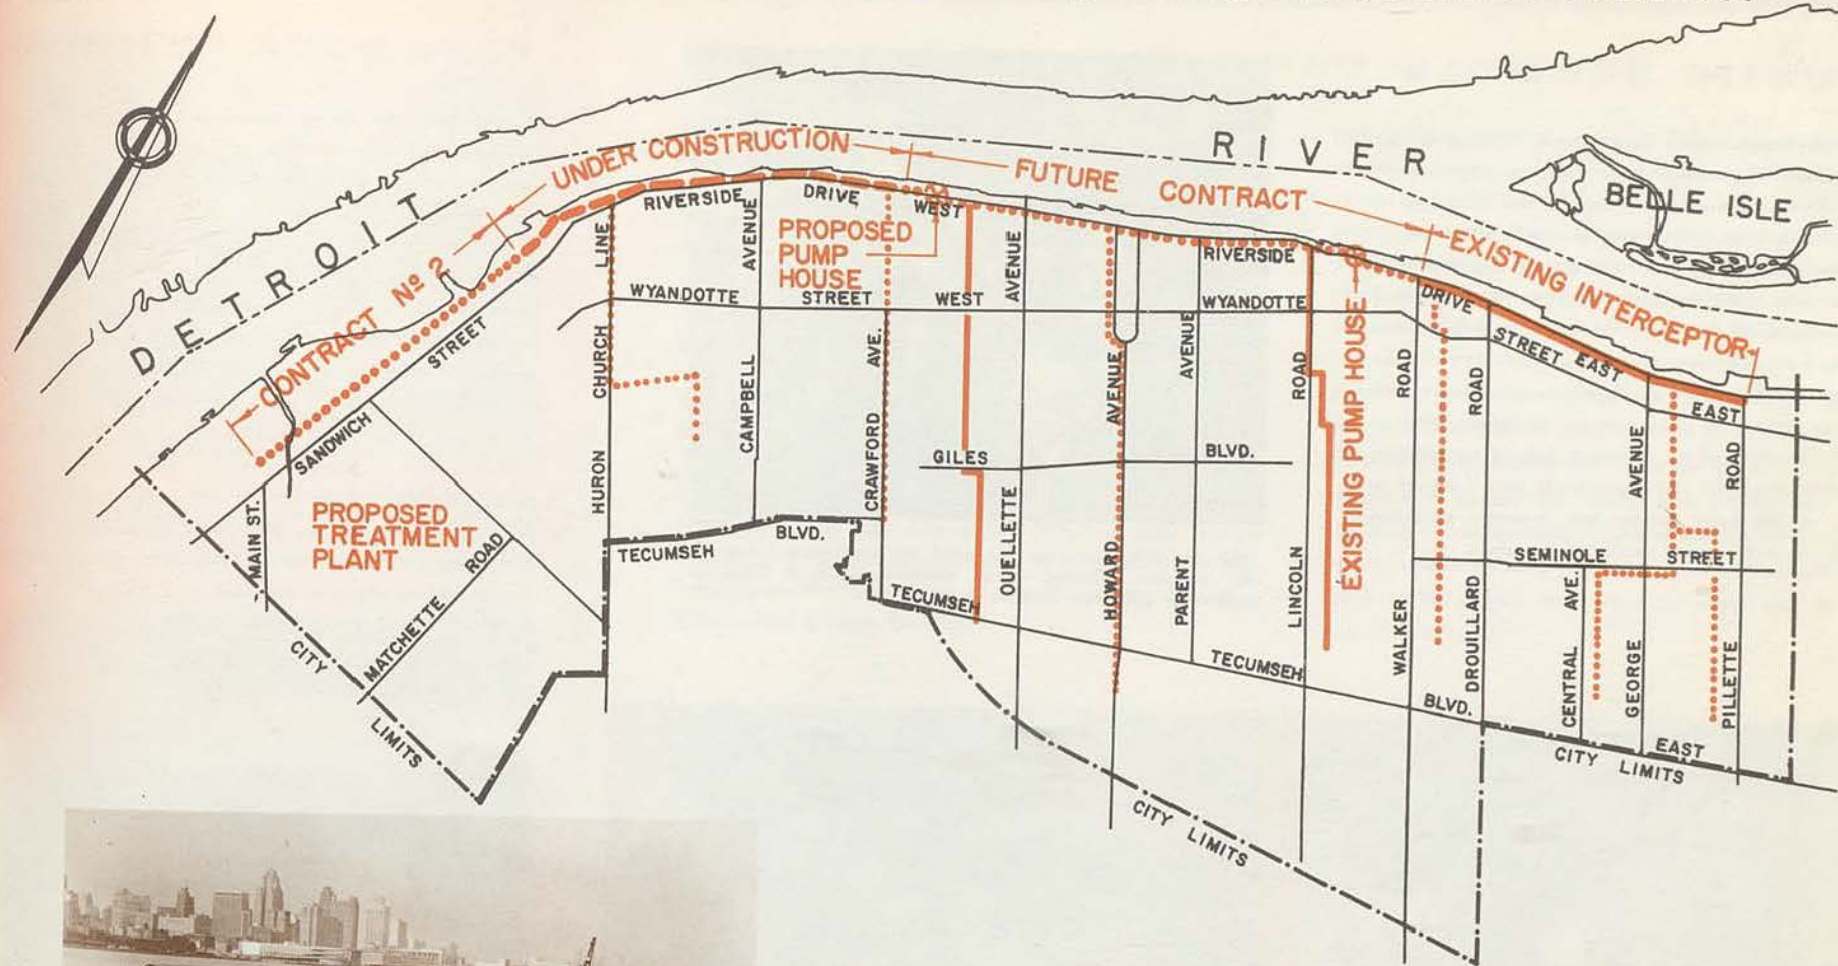 DETROIT
RIVER
BELLE ISLE
CONTRACT Nº 2
UNDER CONSTRUCTION
FUTURE CONTRACT
EXISTING INTERCEPTOR
RIVERSIDE
DRIVE
WEST
PROPOSED
PUMP
HOUSE
RIVERSIDE
DRIVE
EAST
WYANDOTTE
STREET
WEST
WYANDOTTE
STREET EAST
SANDWICH
STREET
PROPOSED
TREATMENT
PLANT
MAIN ST.
MATCHETTE
ROAD
CITY
LIMITS
HURON
CHURCH
LINE
CAMPBELL
AVENUE
CRAWFORD
AVE.
GILES
BLVD.
OUELLETTE
AVENUE
HOWARD
AVENUE
PARENT
AVENUE
LINCOLN
ROAD
EXISTING PUMP HOUSE
WALKER
ROAD
DROUILLARD
ROAD
SEMINOLE
STREET
CENTRAL
AVE.
GEORGE
AVENUE
PILLETTE
ROAD
TECUMSEH
BLVD.
TECUMSEH
TECUMSEH
BLVD.
EAST
CITY LIMITS
CITY LIMITS